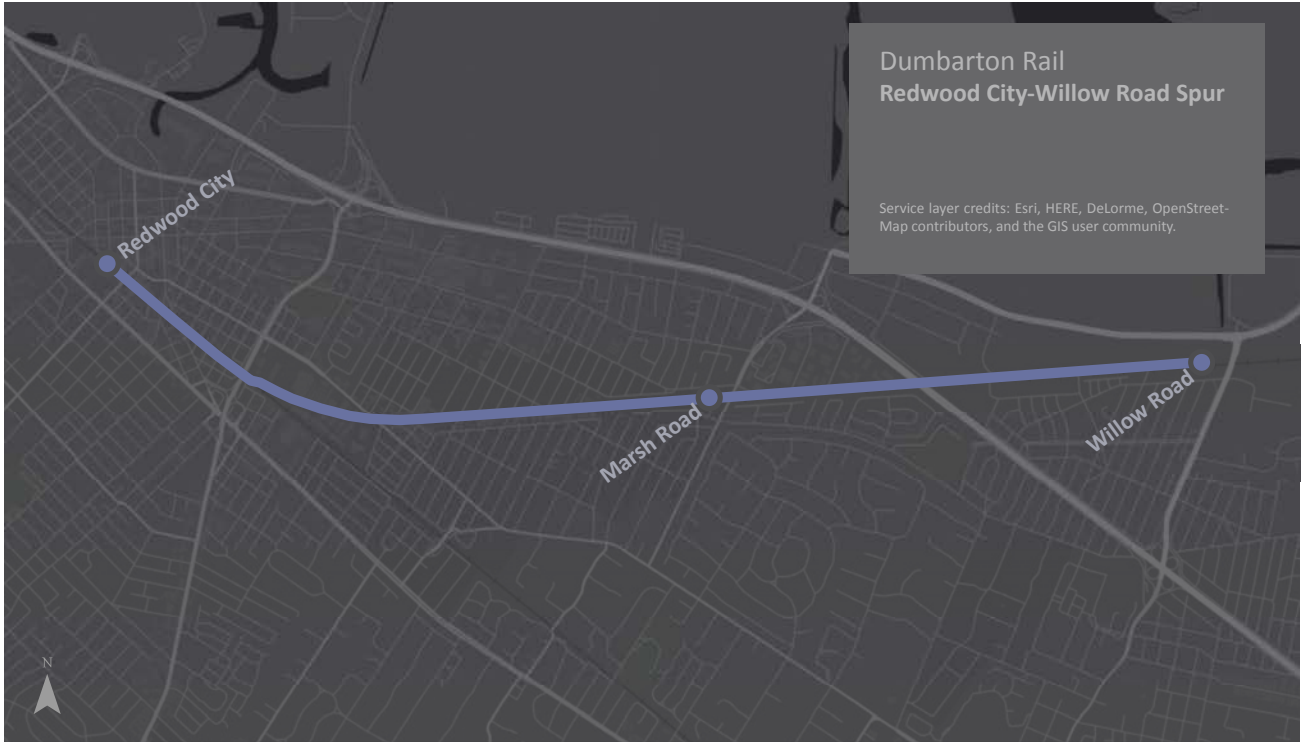 Dumbarton Rail
Redwood City-Willow Road Spur
Service layer credits: Esri, HERE, DeLorme, OpenStreet-
Map contributors, and the GIS user community.
Redwood City
Marsh Road
Willow Road
N